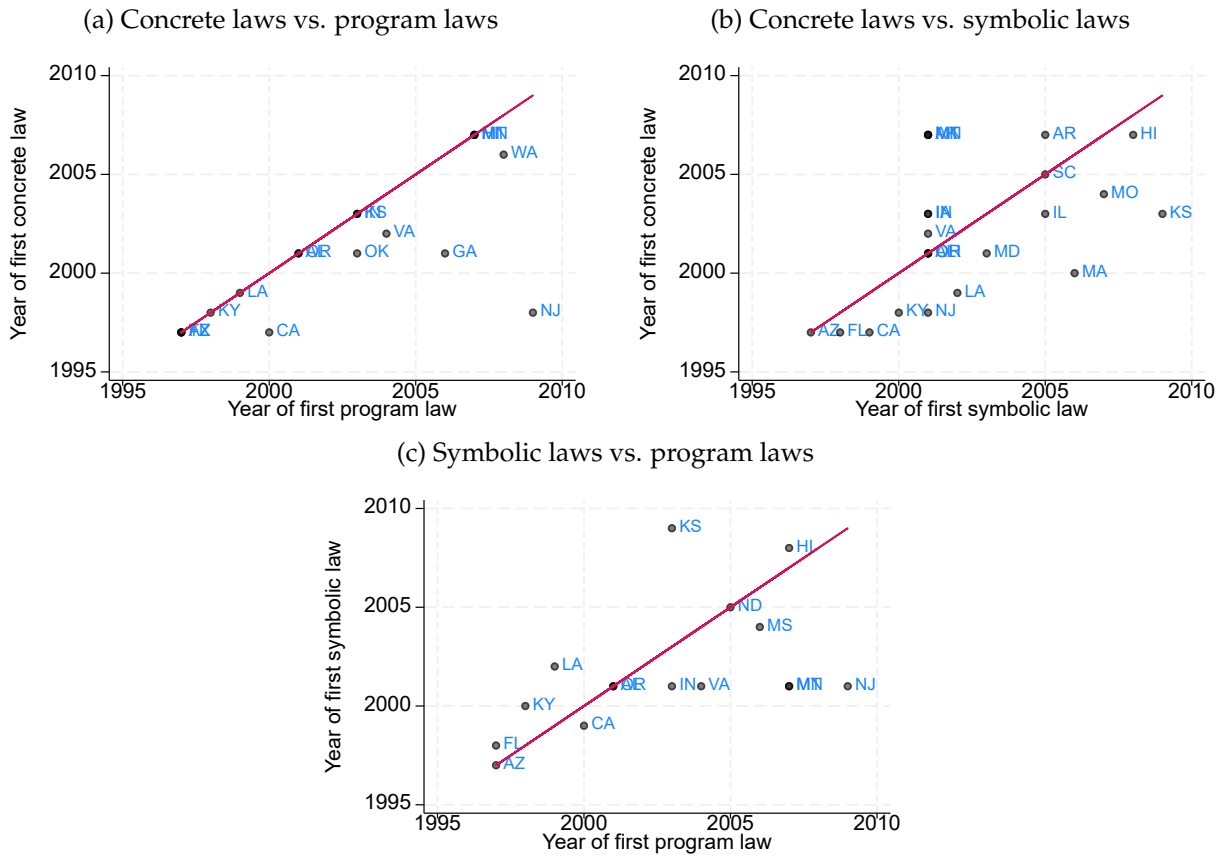 (a) Concrete laws vs. program laws
2010
2005
2000
1995
Year of first concrete law
WA
KS
VA
OK
GA
LA
KY
NJ
CA
1995
2000
2005
2010
Year of first program law
(b) Concrete laws vs. symbolic laws
2010
2005
2000
1995
Year of first concrete law
AR
HI
SC
MO
IL
KS
VA
MD
MA
LA
KY
NJ
AZ
FL
CA
1995
2000
2005
2010
Year of first symbolic law
(c) Symbolic laws vs. program laws
2010
2005
2000
1995
Year of first symbolic law
KS
HI
ND
MS
LA
IN
VA
NJ
KY
CA
FL
AZ
1995
2000
2005
2010
Year of first program law